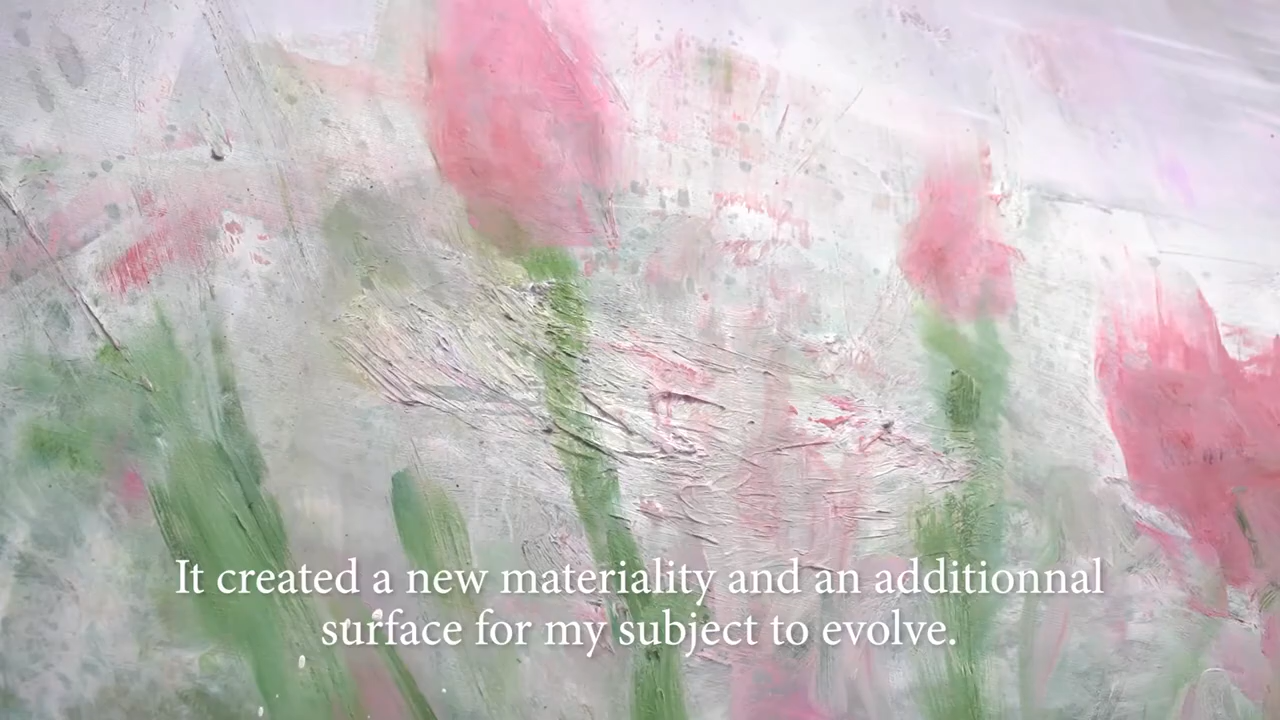 It created a new materiality and an additionnal
surface for my subject to evolve.